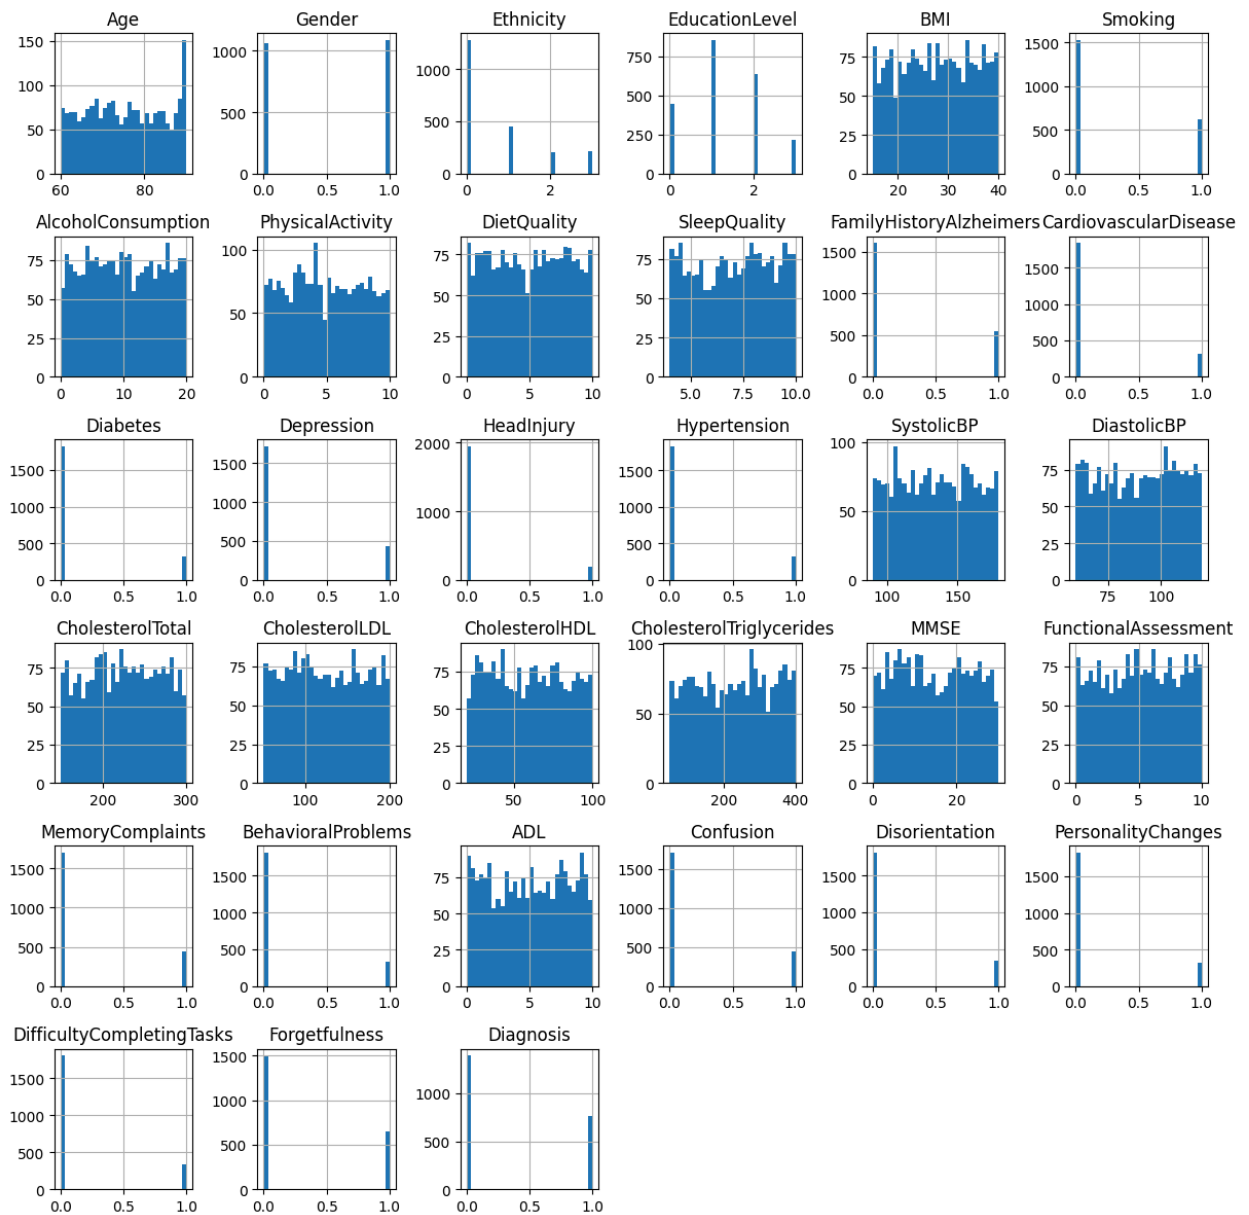 Age Gender Ethnicity EducationLevel BMI Smoking
150 1000 1000 750 75 1500
100 500 500 500 50 1000
50 0 0 250 25 500
0 0 0 0
60 80 0.0 0.5 1.0 0 2 0 2 20 30 40 0.0 0.5 1.0
AlcoholConsumption PhysicalActivity DietQuality SleepQuality FamilyHistoryAlzheimers CardiovascularDisease
75 100 75 75 1500 1500
50 50 50 50 1000 1000
25 0 25 25 500 500
0 0 0 0 0
0 10 20 0 5 10 0 5 10 5.0 7.5 10.0 0.0 0.5 1.0 0.0 0.5 1.0
Diabetes Depression HeadInjury Hypertension SystolicBP DiastolicBP
1500 1500 2000 1500 100 75
1000 1000 1000 1000 50 50
500 500 0 500 0 25
0 0 0 0
0.0 0.5 1.0 0.0 0.5 1.0 0.0 0.5 1.0 0.0 0.5 1.0 100 150 75 100
CholesterolTotal CholesterolLDL CholesterolHDL CholesterolTriglycerides MMSE FunctionalAssessment
75 75 75 100 75 75
50 50 50 50 50 50
25 25 25 0 25 25
0 0 0 0 0
200 300 100 200 50 100 200 400 0 20 0 5 10
MemoryComplaints BehavioralProblems ADL Confusion Disorientation PersonalityChanges
1500 1500 75 1500 1500 1500
1000 1000 50 1000 1000 1000
500 500 25 500 500 500
0 0 0 0 0 0
0.0 0.5 1.0 0.0 0.5 1.0 0 5 10 0.0 0.5 1.0 0.0 0.5 1.0 0.0 0.5 1.0
DifficultyCompletingTasks Forgetfulness Diagnosis
1500 1500 1000
1000 1000 500
500 500 0
0 0
0.0 0.5 1.0 0.0 0.5 1.0 0.0 0.5 1.0